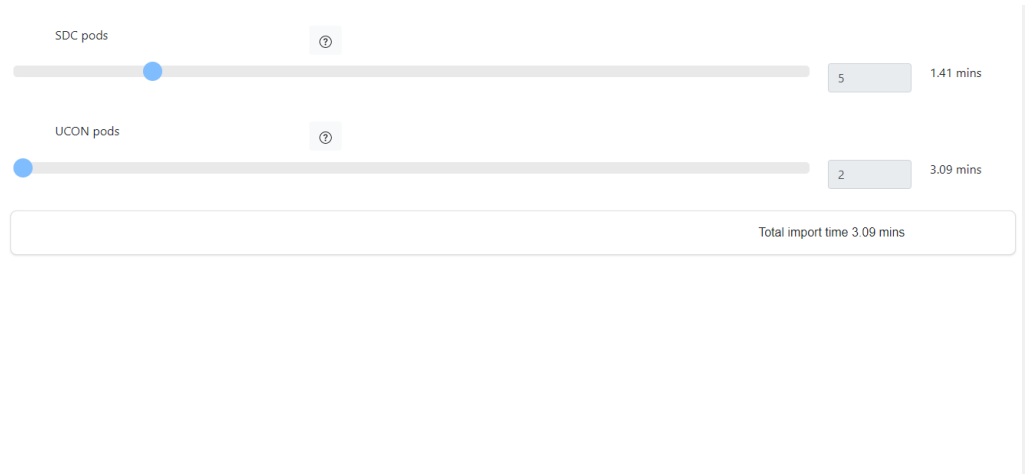 SDC pods
5
1.41 mins
UCON pods
2
3.09 mins
Total import time 3.09 mins